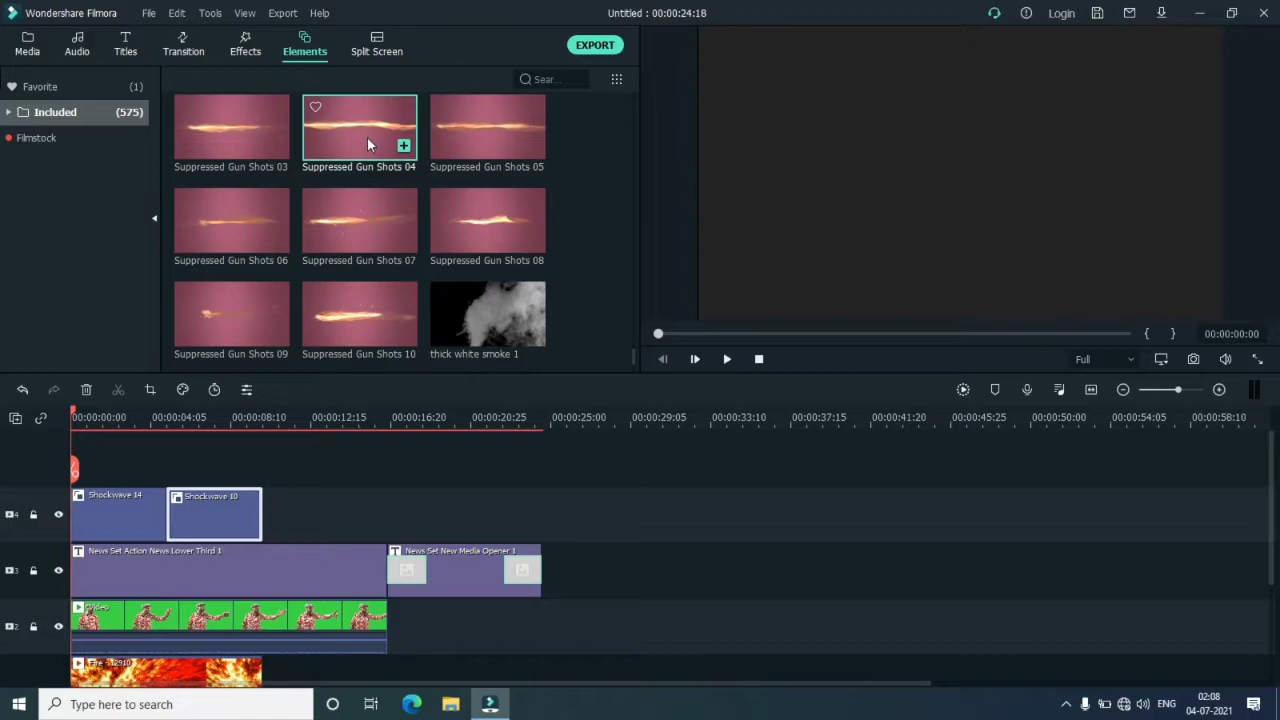 Wondershare Filmora
File
Edit
Tools
View
Export
Help
Untitled : 00:00:24:18
Login
Media
Audio
Titles
Transition
Effects
Elements
Split Screen
EXPORT
Favorite (1)
Included (575)
Filmstock
Sear...
Suppressed Gun Shots 03
Suppressed Gun Shots 04
Suppressed Gun Shots 05
Suppressed Gun Shots 06
Suppressed Gun Shots 07
Suppressed Gun Shots 08
Suppressed Gun Shots 09
Suppressed Gun Shots 10
thick white smoke 1
{ } 00:00:00:00
Full
00:00:00:00
00:00:04:05
00:00:08:10
00:00:12:15
00:00:16:20
00:00:20:25
00:00:25:00
00:00:29:05
00:00:33:10
00:00:37:15
00:00:41:20
00:00:45:25
00:00:50:00
00:00:54:05
00:00:58:10
4
Shockwave 14
Shockwave 10
3
News Set Action News Lower Third 1
News Set New Media Opener 1
2
Fire - 12910
Type here to search
ENG
02:08
04-07-2021